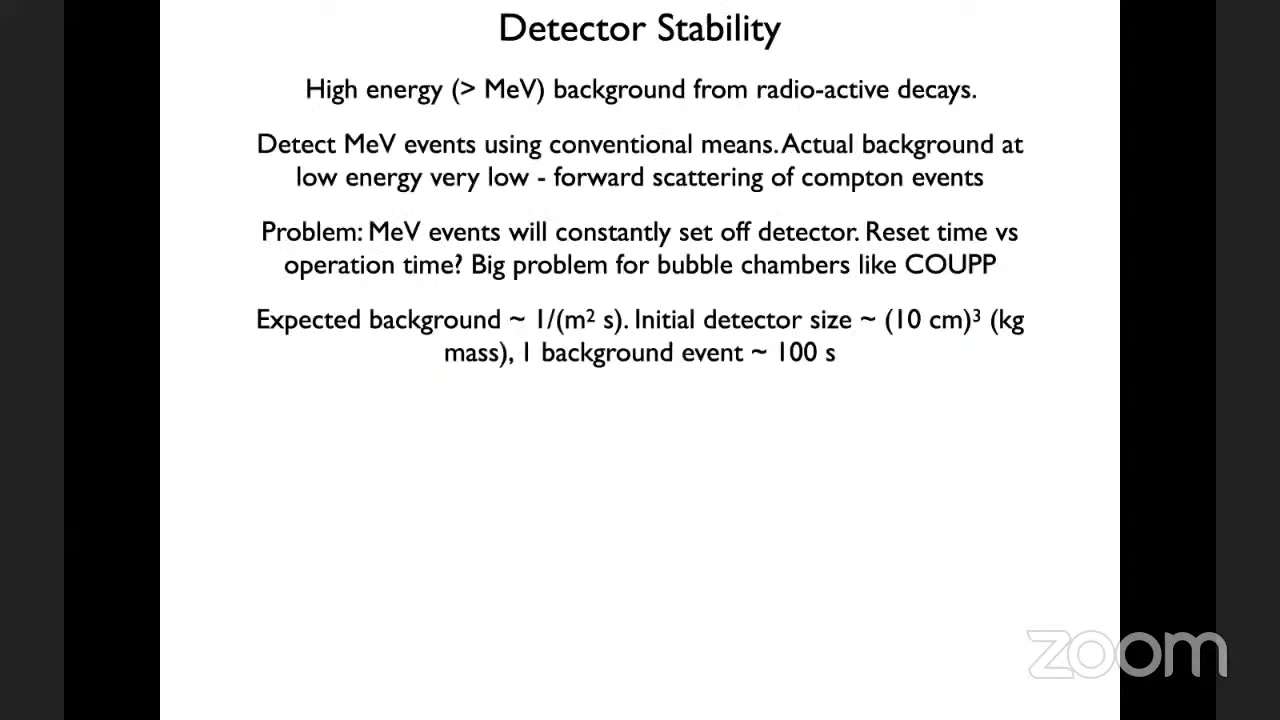 Detector Stability
High energy (> MeV) background from radio-active decays.
Detect MeV events using conventional means. Actual background at
low energy very low - forward scattering of compton events
Problem: MeV events will constantly set off detector. Reset time vs
operation time? Big problem for bubble chambers like COUPP
Expected background ~ 1/(m² s). Initial detector size ~ (10 cm)³ (kg
mass), 1 background event ~ 100 s
zoom